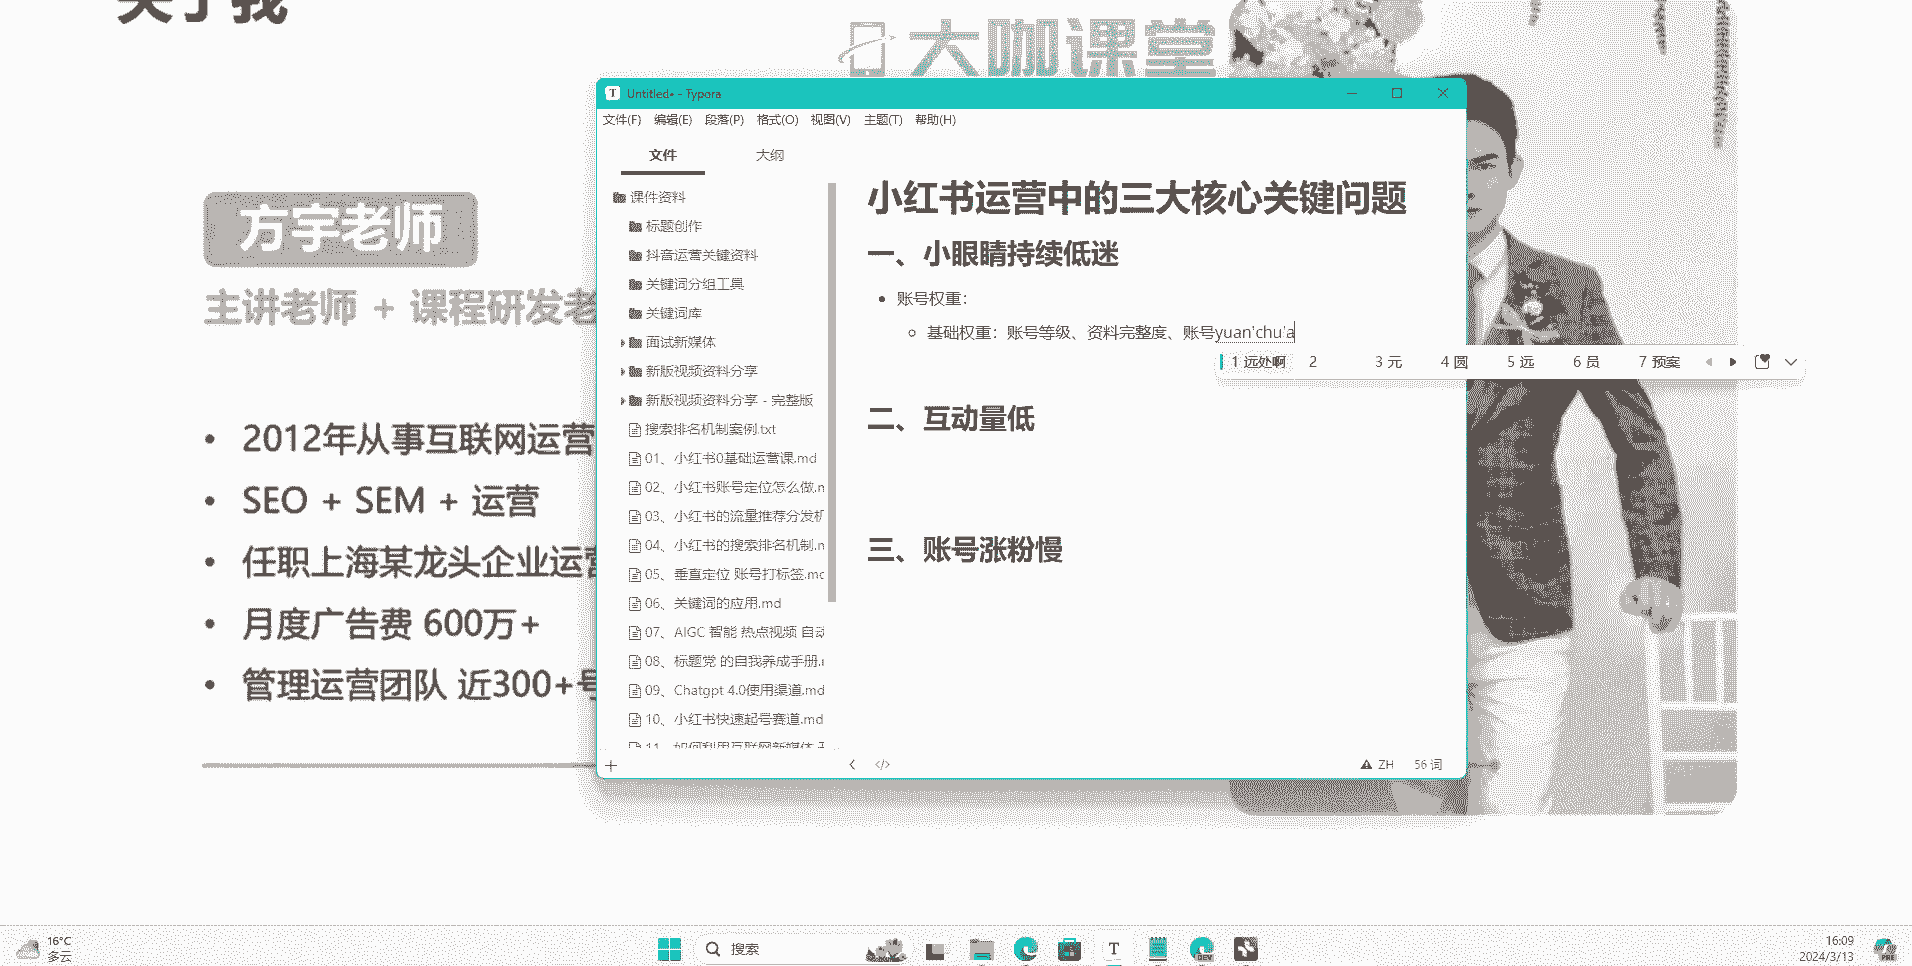 关于我
大咖课堂
方宇老师
主讲老师 + 课程研发老
2012年从事互联网运营
SEO + SEM + 运营
任职上海某龙头企业运营
月度广告费 600万+
管理运营团队 近300+号
Untitled• - Typora
文件(F) 编辑(E) 段落(P) 格式(O) 视图(V) 主题(T) 帮助(H)
文件 大纲
课件资料
标题创作
抖音运营关键资料
关键词分组工具
关键词库
面试新媒体
新版视频资料分享
新版视频资料分享 - 完整版
搜索排名机制案例.txt
01、小红书0基础运营课.md
02、小红书账号定位怎么做.m
03、小红书的流量推荐分发机
04、小红书的搜索排名机制.m
05、垂直定位 账号打标签.md
06、关键词的应用.md
07、AIGC 智能 热点视频 自动
08、标题党 的自我养成手册.m
09、Chatgpt 4.0使用渠道.md
10、小红书快速起号赛道.md
11、如何利用互联网新媒体
小红书运营中的三大核心关键问题
一、小眼睛持续低迷
账号权重：
基础权重：账号等级、资料完整度、账号yuan'chu'a
1 远处啊 2 3 元 4 圆 5 远 6 员 7 预案
二、互动量低
三、账号涨粉慢
ZH 56 词
16°C
多云
搜索
16:09
2024/3/13